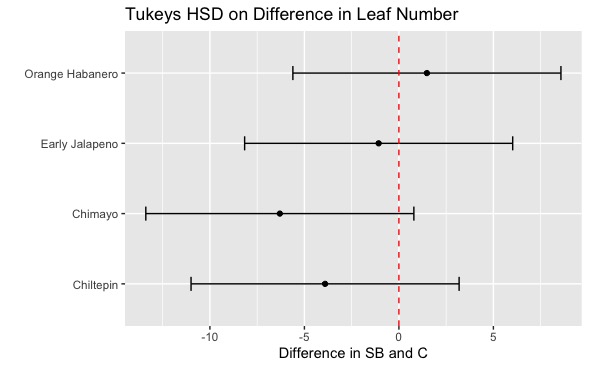 Tukeys HSD on Difference in Leaf Number
Orange Habanero
Early Jalapeno
Chimayo
Chiltepin
-10 -5 0 5
Difference in SB and C